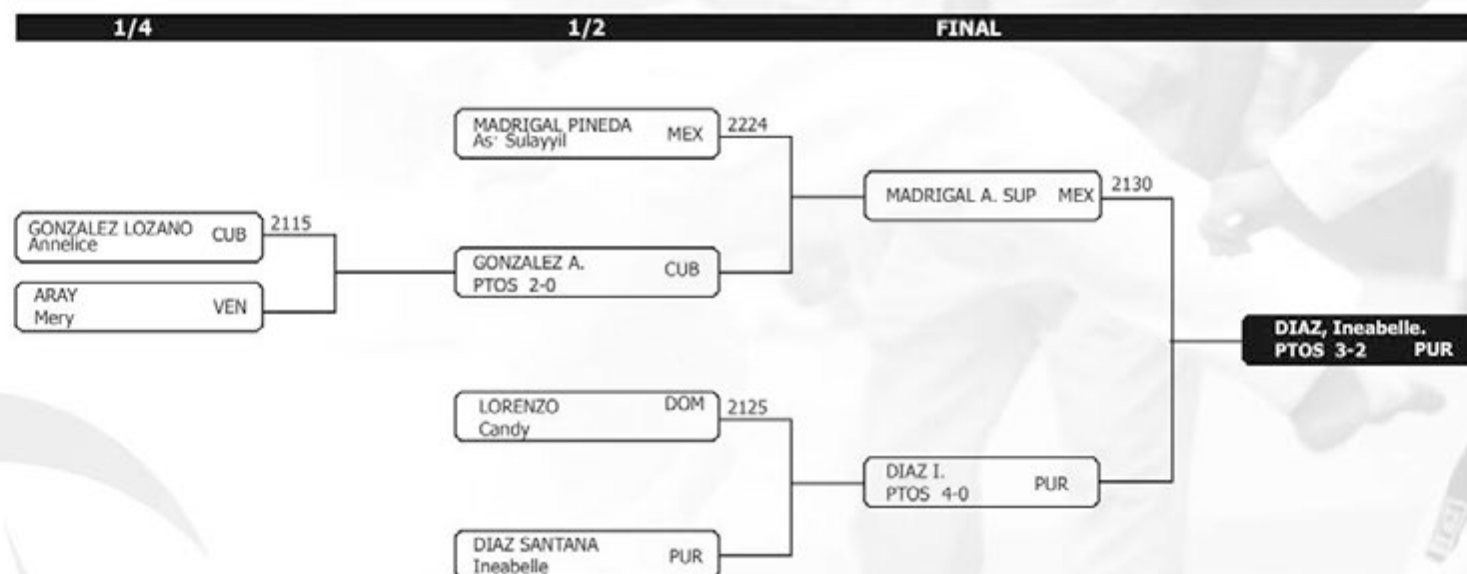 1/4 1/2 FINAL
MADRIGAL PINEDA MEX 2224
As· Sulayyil
MADRIGAL A. SUP MEX 2130
GONZALEZ LOZANO CUB 2115
Annelice
GONZALEZ A. CUB
PTOS 2-0
ARAY VEN
Mery
DIAZ, Ineabelle.
PTOS 3-2 PUR
LORENZO DOM 2125
Candy
DIAZ I. PUR
PTOS 4-0
DIAZ SANTANA PUR
Ineabelle